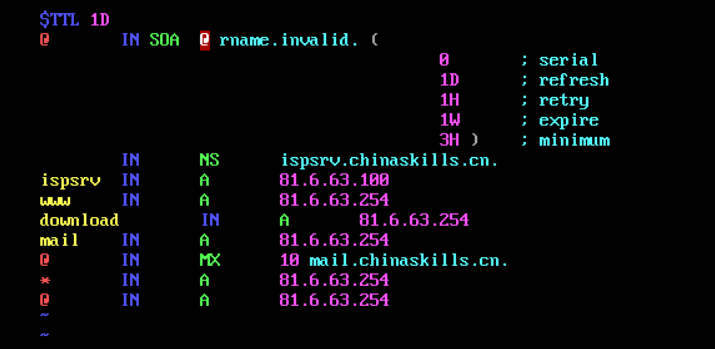 $TTL 1D
@ IN SOA @ rname.invalid. (
0 ; serial
1D ; refresh
1H ; retry
1W ; expire
3H ) ; minimum
IN NS ispsrv.chinaskills.cn.
ispsrv IN A 81.6.63.100
www IN A 81.6.63.254
download IN A 81.6.63.254
mail IN A 81.6.63.254
@ IN MX 10 mail.chinaskills.cn.
* IN A 81.6.63.254
@ IN A 81.6.63.254
~
~